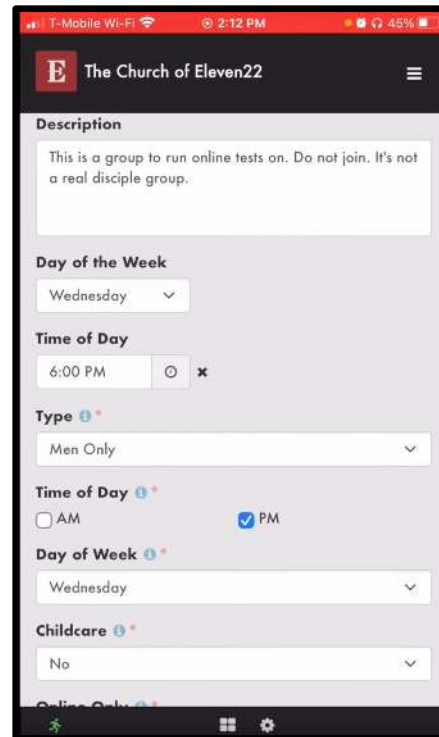 T-Mobile Wi-Fi 2:12 PM 45%
E The Church of Eleven22
Description
This is a group to run online tests on. Do not join. It's not
a real disciple group.
Day of the Week
Wednesday
Time of Day
6:00 PM
Type *
Men Only
Time of Day *
AM PM
Day of Week *
Wednesday
Childcare *
No
Online Only *